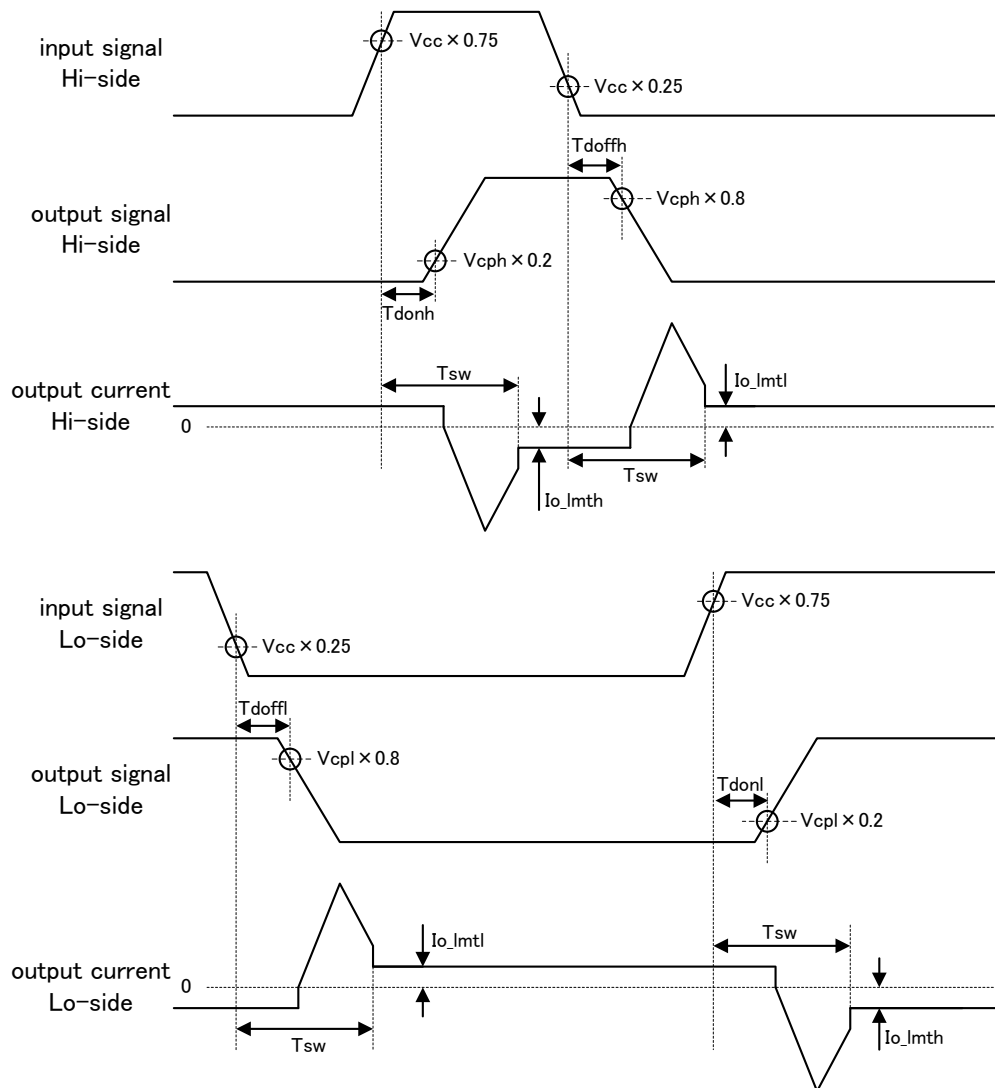 input signal
Hi-side
Vcc×0.75
Vcc×0.25
Tdoffh
output signal
Hi-side
Vcph×0.8
Vcph×0.2
Tdonh
output current
Hi-side
Tsw
Io_lmtl
0
Tsw
Io_lmth
input signal
Lo-side
Vcc×0.75
Vcc×0.25
Tdoffl
output signal
Lo-side
Vcpl×0.8
Tdonl
Vcpl×0.2
output current
Lo-side
Io_lmtl
Tsw
0
Tsw
Io_lmth